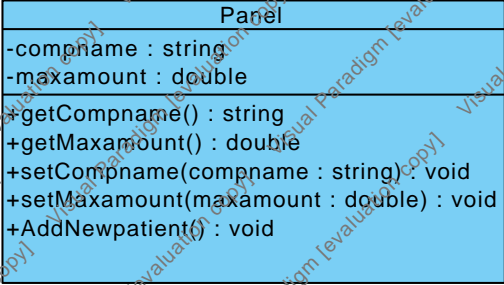 Panel
-compname : string
-maxamount : double
+getCompname() : string
+getMaxamount() : double
+setCompname(compname : string) : void
+setMaxamount(maxamount : double) : void
+AddNewpatient() : void